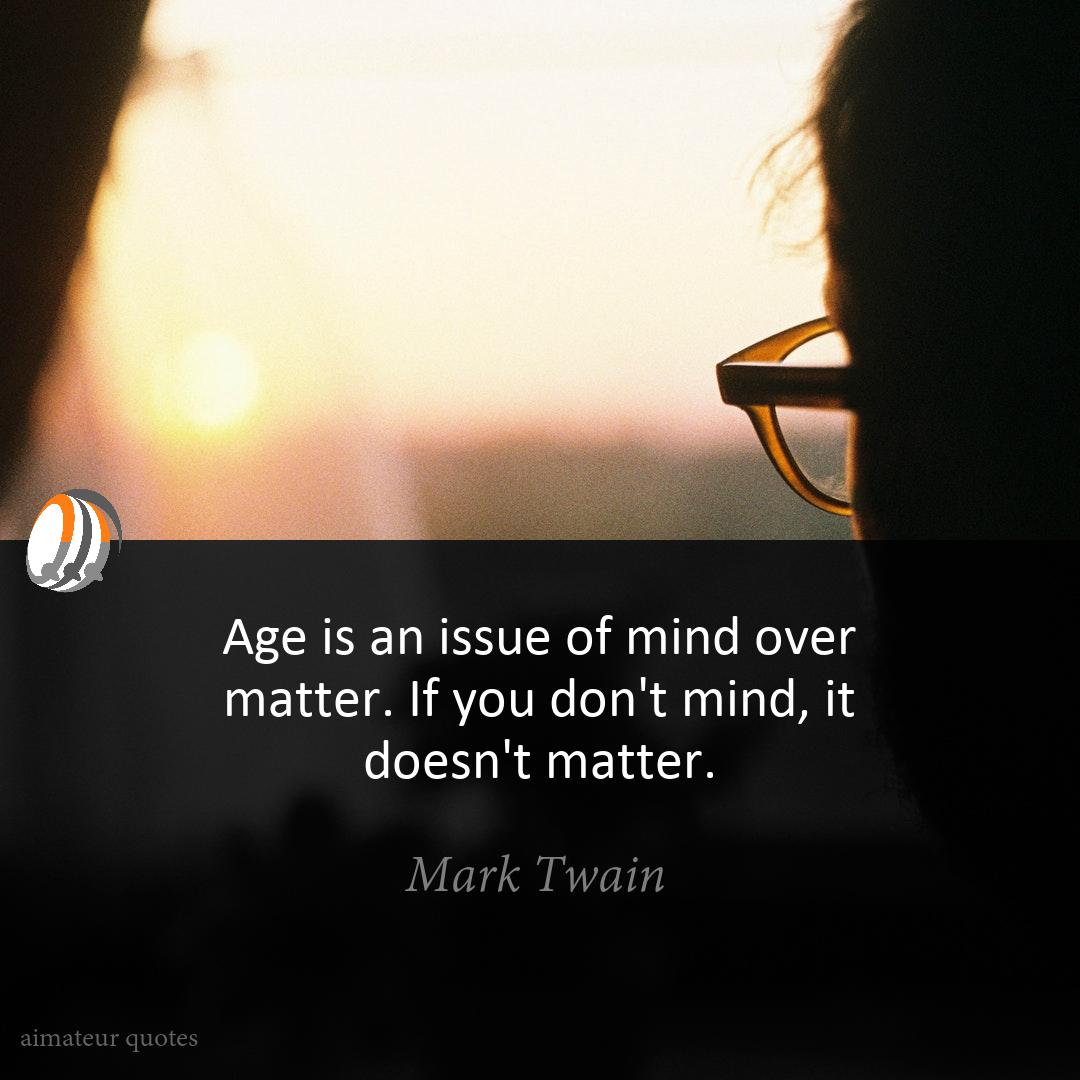 Age is an issue of mind over
matter. If you don't mind, it
doesn't matter.
Mark Twain
aimateur quotes